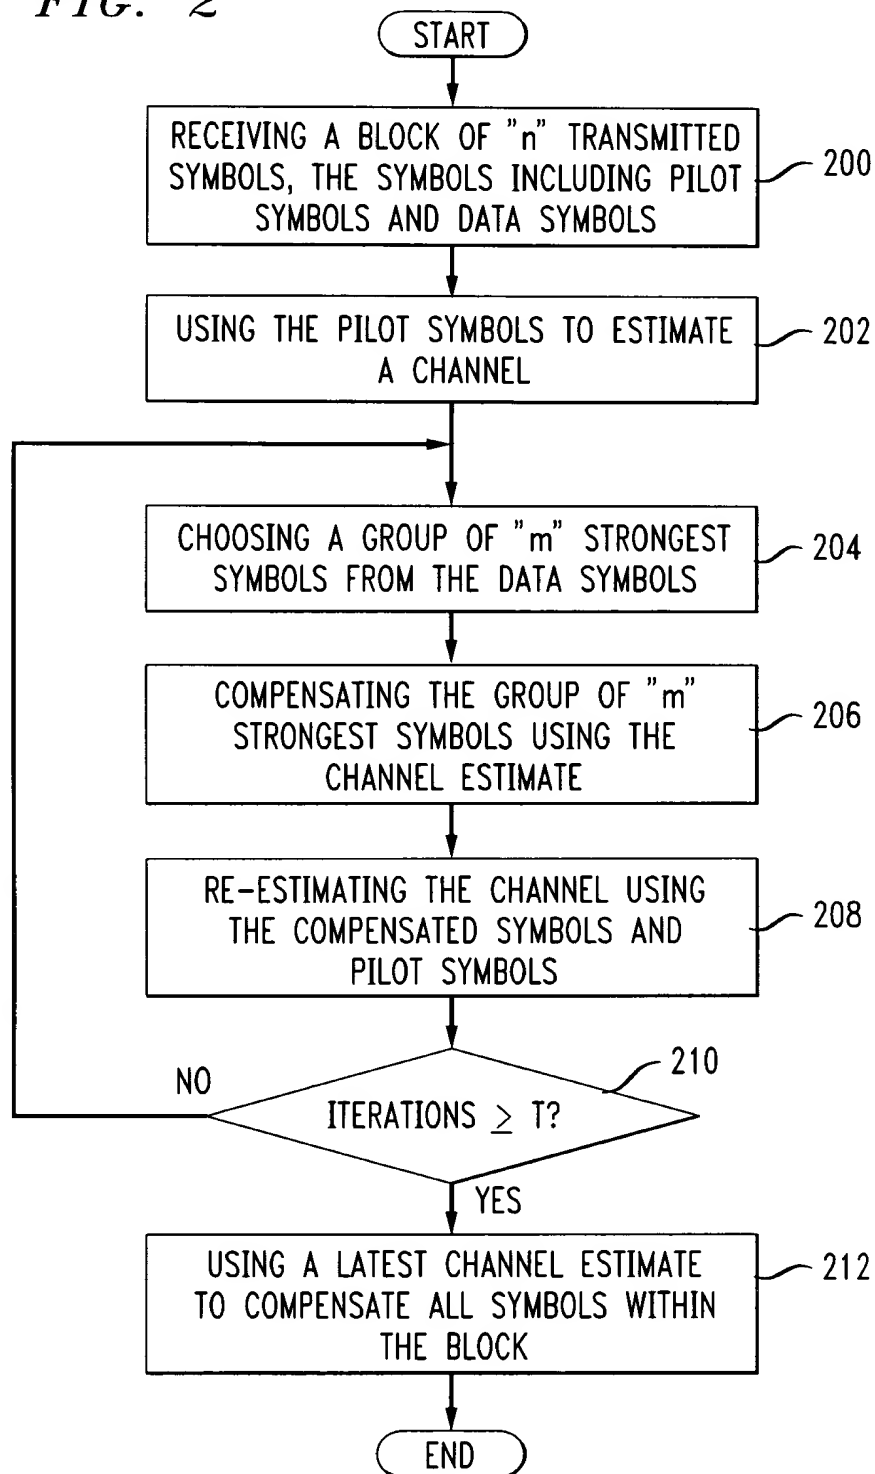 FIG. 2
START
RECEIVING A BLOCK OF "n" TRANSMITTED
SYMBOLS, THE SYMBOLS INCLUDING PILOT
SYMBOLS AND DATA SYMBOLS
200
USING THE PILOT SYMBOLS TO ESTIMATE
A CHANNEL
202
CHOOSING A GROUP OF "m" STRONGEST
SYMBOLS FROM THE DATA SYMBOLS
204
COMPENSATING THE GROUP OF "m"
STRONGEST SYMBOLS USING THE
CHANNEL ESTIMATE
206
RE-ESTIMATING THE CHANNEL USING
THE COMPENSATED SYMBOLS AND
PILOT SYMBOLS
208
210
NO
ITERATIONS ≥ T?
YES
USING A LATEST CHANNEL ESTIMATE
TO COMPENSATE ALL SYMBOLS WITHIN
THE BLOCK
212
END